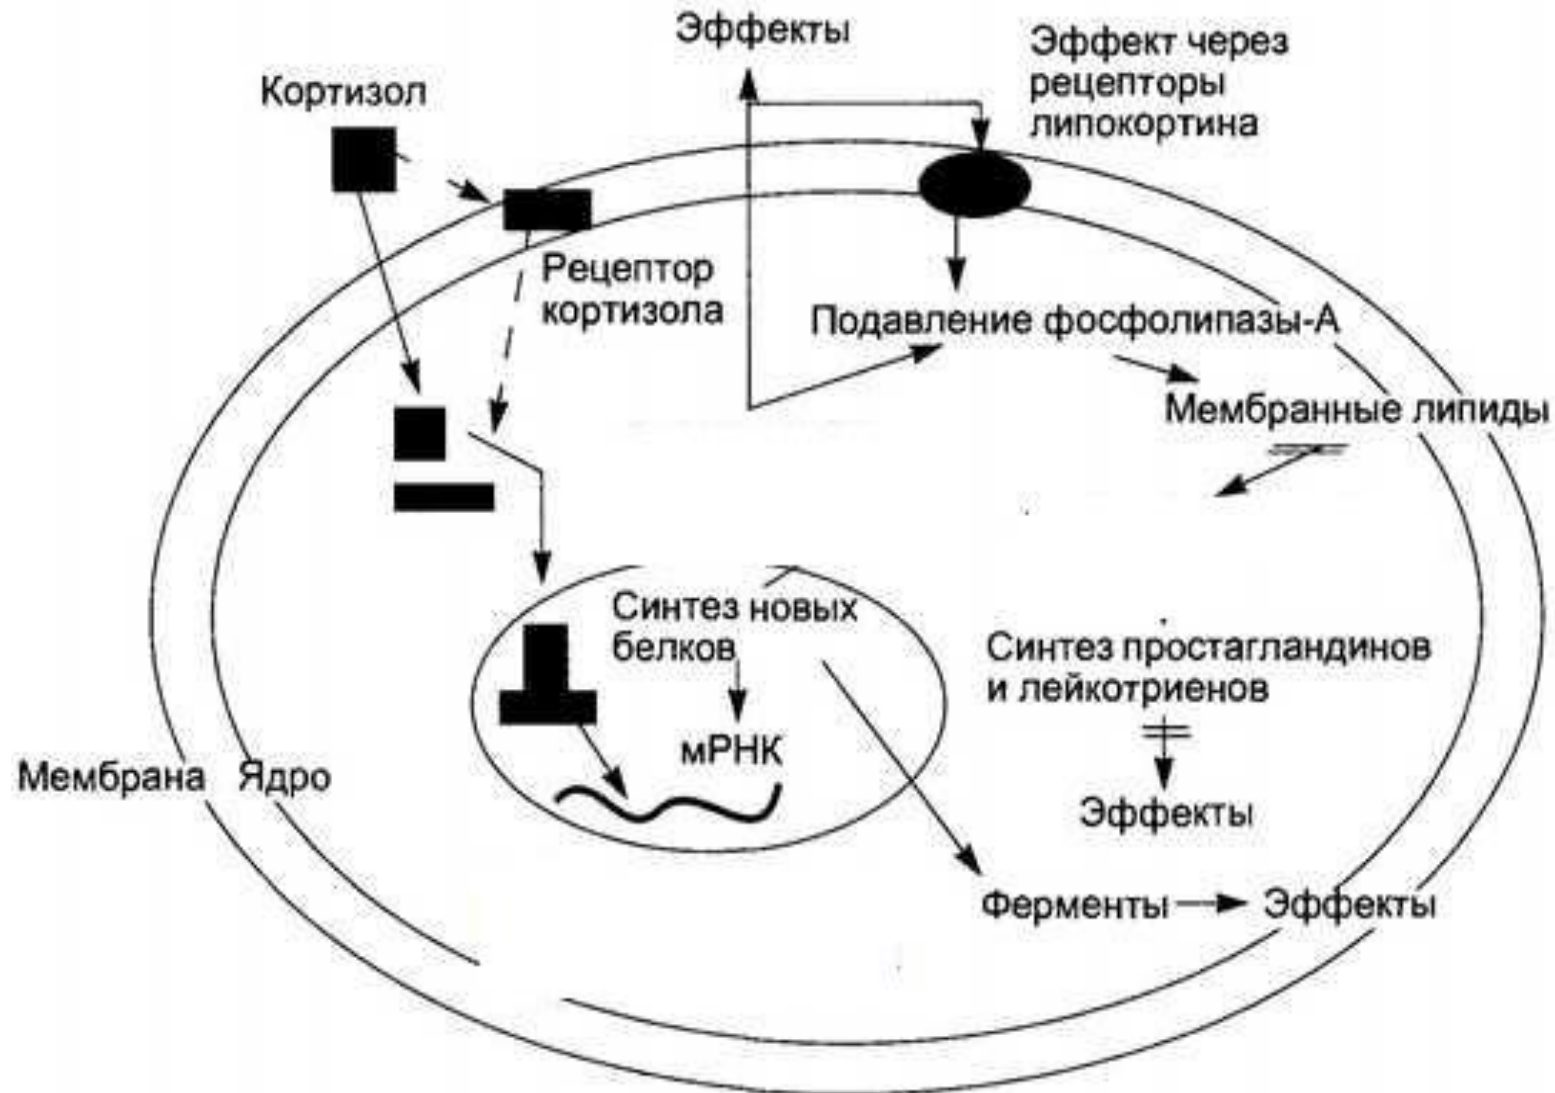 Эффекты
Эффект через
рецепторы
липокортина
Кортизол
Рецептор
кортизола
Подавление фосфолипазы-А
Мембранные липиды
Синтез новых
белков
мРНК
Синтез простагландинов
и лейкотриенов
Эффекты
Мембрана Ядро
Ферменты
Эффекты